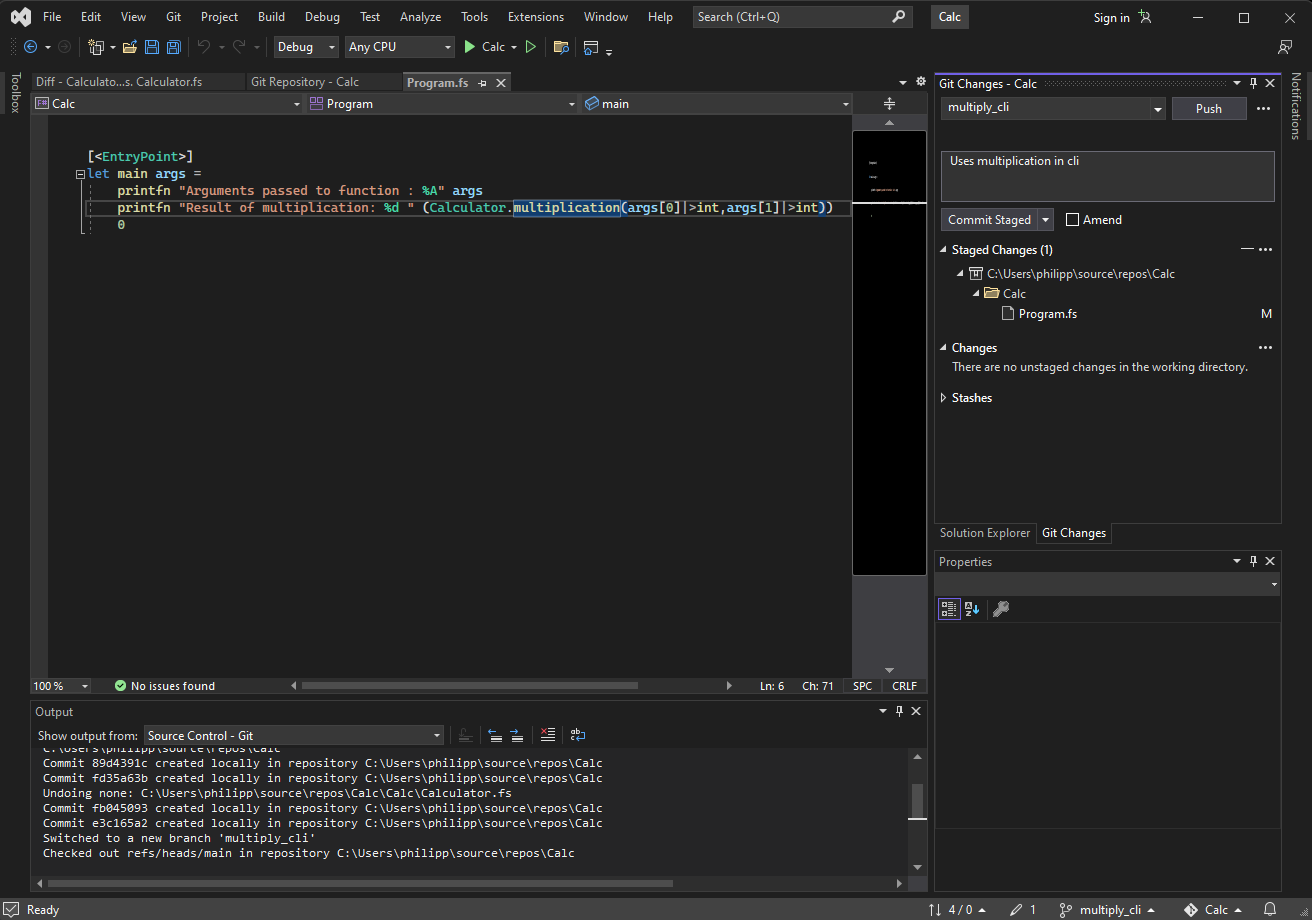 File Edit View Git Project Build Debug Test Analyze Tools Extensions Window Help Search (Ctrl+Q) Calc Sign in
Debug Any CPU Calc
Toolbox
Diff - Calculato...s. Calculator.fs Git Repository - Calc Program.fs
Calc Program main
[<EntryPoint>]
let main args =
printfn "Arguments passed to function : %A" args
printfn "Result of multiplication: %d " (Calculator.multiplication(args[0]|>int,args[1]|>int))
0
100 % No issues found Ln: 6 Ch: 71 SPC CRLF
Output
Show output from: Source Control - Git
C:\Users\philipp\source\repos\Calc
Commit 89d4391c created locally in repository C:\Users\philipp\source\repos\Calc
Commit fd35a63b created locally in repository C:\Users\philipp\source\repos\Calc
Undoing none: C:\Users\philipp\source\repos\Calc\Calc\Calculator.fs
Commit fb045093 created locally in repository C:\Users\philipp\source\repos\Calc
Commit e3c165a2 created locally in repository C:\Users\philipp\source\repos\Calc
Switched to a new branch 'multiply_cli'
Checked out refs/heads/main in repository C:\Users\philipp\source\repos\Calc
Git Changes - Calc
multiply_cli Push
Uses multiplication in cli
Commit Staged Amend
Staged Changes (1)
C:\Users\philipp\source\repos\Calc
Calc
Program.fs M
Changes
There are no unstaged changes in the working directory.
Stashes
Solution Explorer Git Changes
Properties
Notifications
Ready 4 / 0 1 multiply_cli Calc